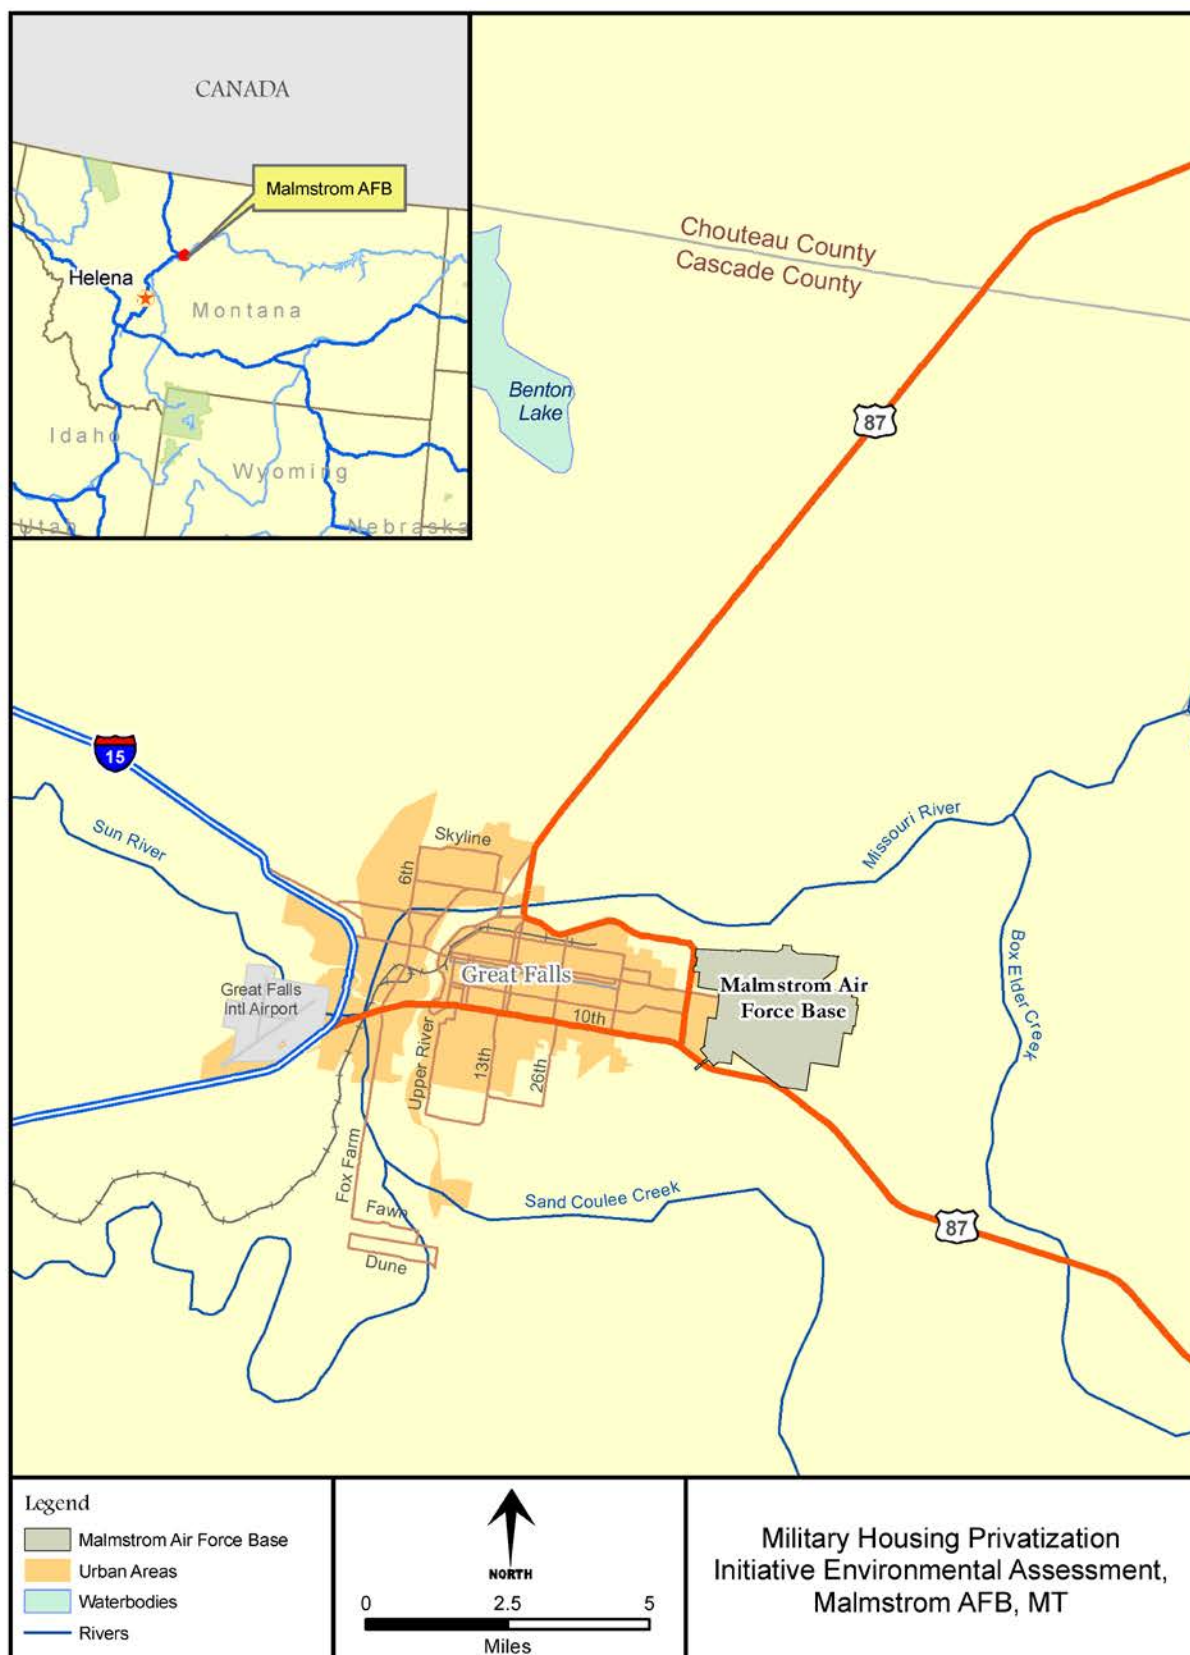 CANADA
Malmstrom AFB
Helena
Montana
Idaho
Wyoming
Utah
Nebraska
Chouteau County
Cascade County
Benton
Lake
87
15
Sun River
Skyline
6th
Missouri River
Great Falls
Great Falls
Intl Airport
Malmstrom Air
Force Base
Box Elder Creek
10th
Upper River
13th
26th
Fox Farm
Sand Coulee Creek
Fawn
Dune
87
Legend
Malmstrom Air Force Base
Urban Areas
Waterbodies
Rivers
NORTH
0 2.5 5
Miles
Military Housing Privatization
Initiative Environmental Assessment,
Malmstrom AFB, MT